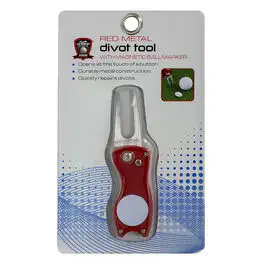 RED METAL
divot tool
WITH MAGNETIC BALL MARKER
• Opens at the touch of a button
• Durable metal construction
• Quickly repairs divots